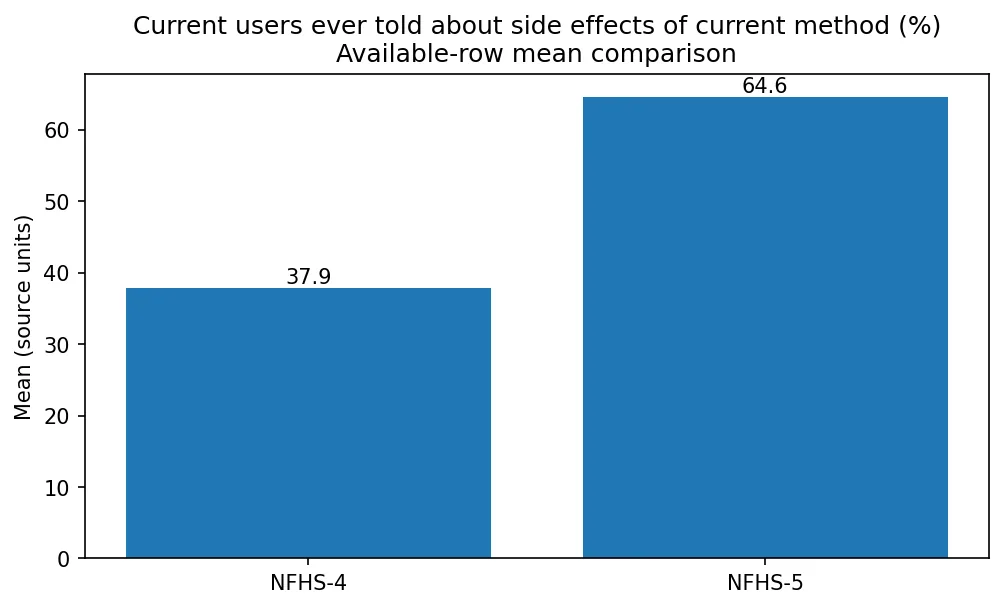 Current users ever told about side effects of current method (%)
Available-row mean comparison
Mean (source units)
60
50
40
30
20
10
0
64.6
37.9
NFHS-4
NFHS-5